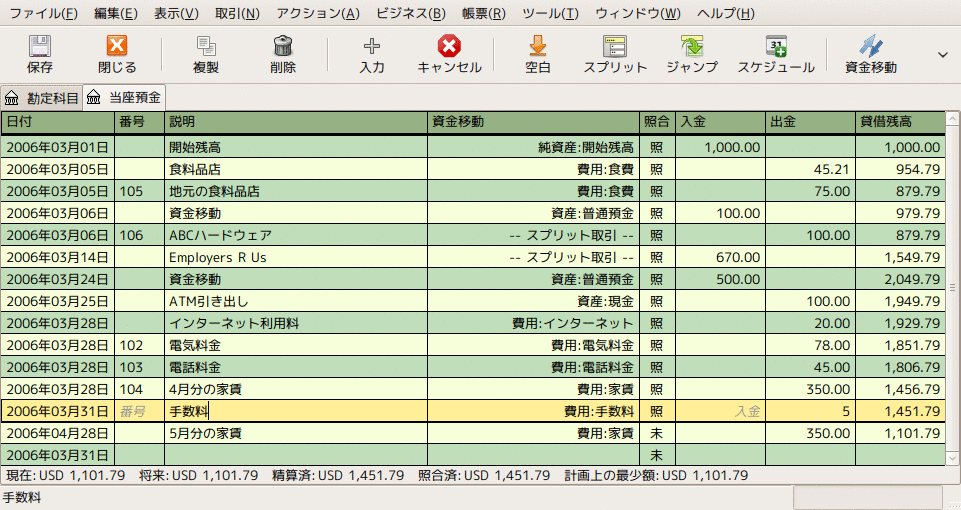 ファイル(F) 編集(E) 表示(V) 取引(N) アクション(A) ビジネス(B) 帳票(R) ツール(T) ウィンドウ(W) ヘルプ(H)
保存 閉じる 複製 削除 入力 キャンセル 空白 スプリット ジャンプ スケジュール 資金移動
勘定科目 当座預金
日付 番号 説明 資金移動 照合 入金 出金 貸借残高
2006年03月01日 開始残高 純資産:開始残高 照 1,000.00 1,000.00
2006年03月05日 食料品店 費用:食費 照 45.21 954.79
2006年03月05日 105 地元の食料品店 費用:食費 照 75.00 879.79
2006年03月06日 資金移動 資産:普通預金 照 100.00 979.79
2006年03月06日 106 ABCハードウェア -- スプリット取引 -- 照 100.00 879.79
2006年03月14日 Employers R Us -- スプリット取引 -- 照 670.00 1,549.79
2006年03月24日 資金移動 資産:普通預金 照 500.00 2,049.79
2006年03月25日 ATM引き出し 資産:現金 照 100.00 1,949.79
2006年03月28日 インターネット利用料 費用:インターネット 照 20.00 1,929.79
2006年03月28日 102 電気料金 費用:電気料金 照 78.00 1,851.79
2006年03月28日 103 電話料金 費用:電話料金 照 45.00 1,806.79
2006年03月28日 104 4月分の家賃 費用:家賃 照 350.00 1,456.79
2006年03月31日 番号 手数料 費用:手数料 照 入金 5 1,451.79
2006年04月28日 5月分の家賃 費用:家賃 未 350.00 1,101.79
2006年03月31日 未
現在: USD 1,101.79 将来: USD 1,101.79 精算済: USD 1,451.79 照合済: USD 1,451.79 計画上の最少額: USD 1,101.79
手数料